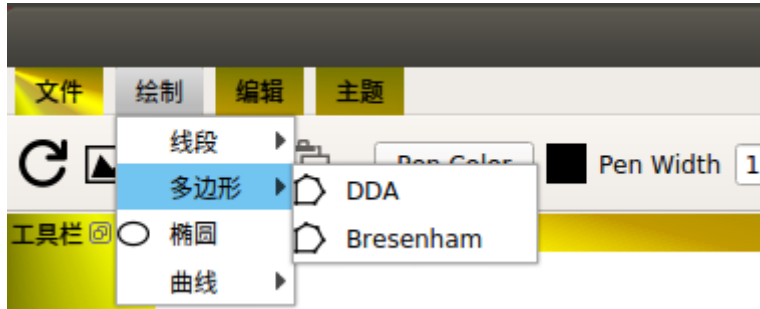 文件 绘制 编辑 主题
线段
Pen Color Pen Width 1
多边形 DDA
工具栏 椭圆 Bresenham
曲线